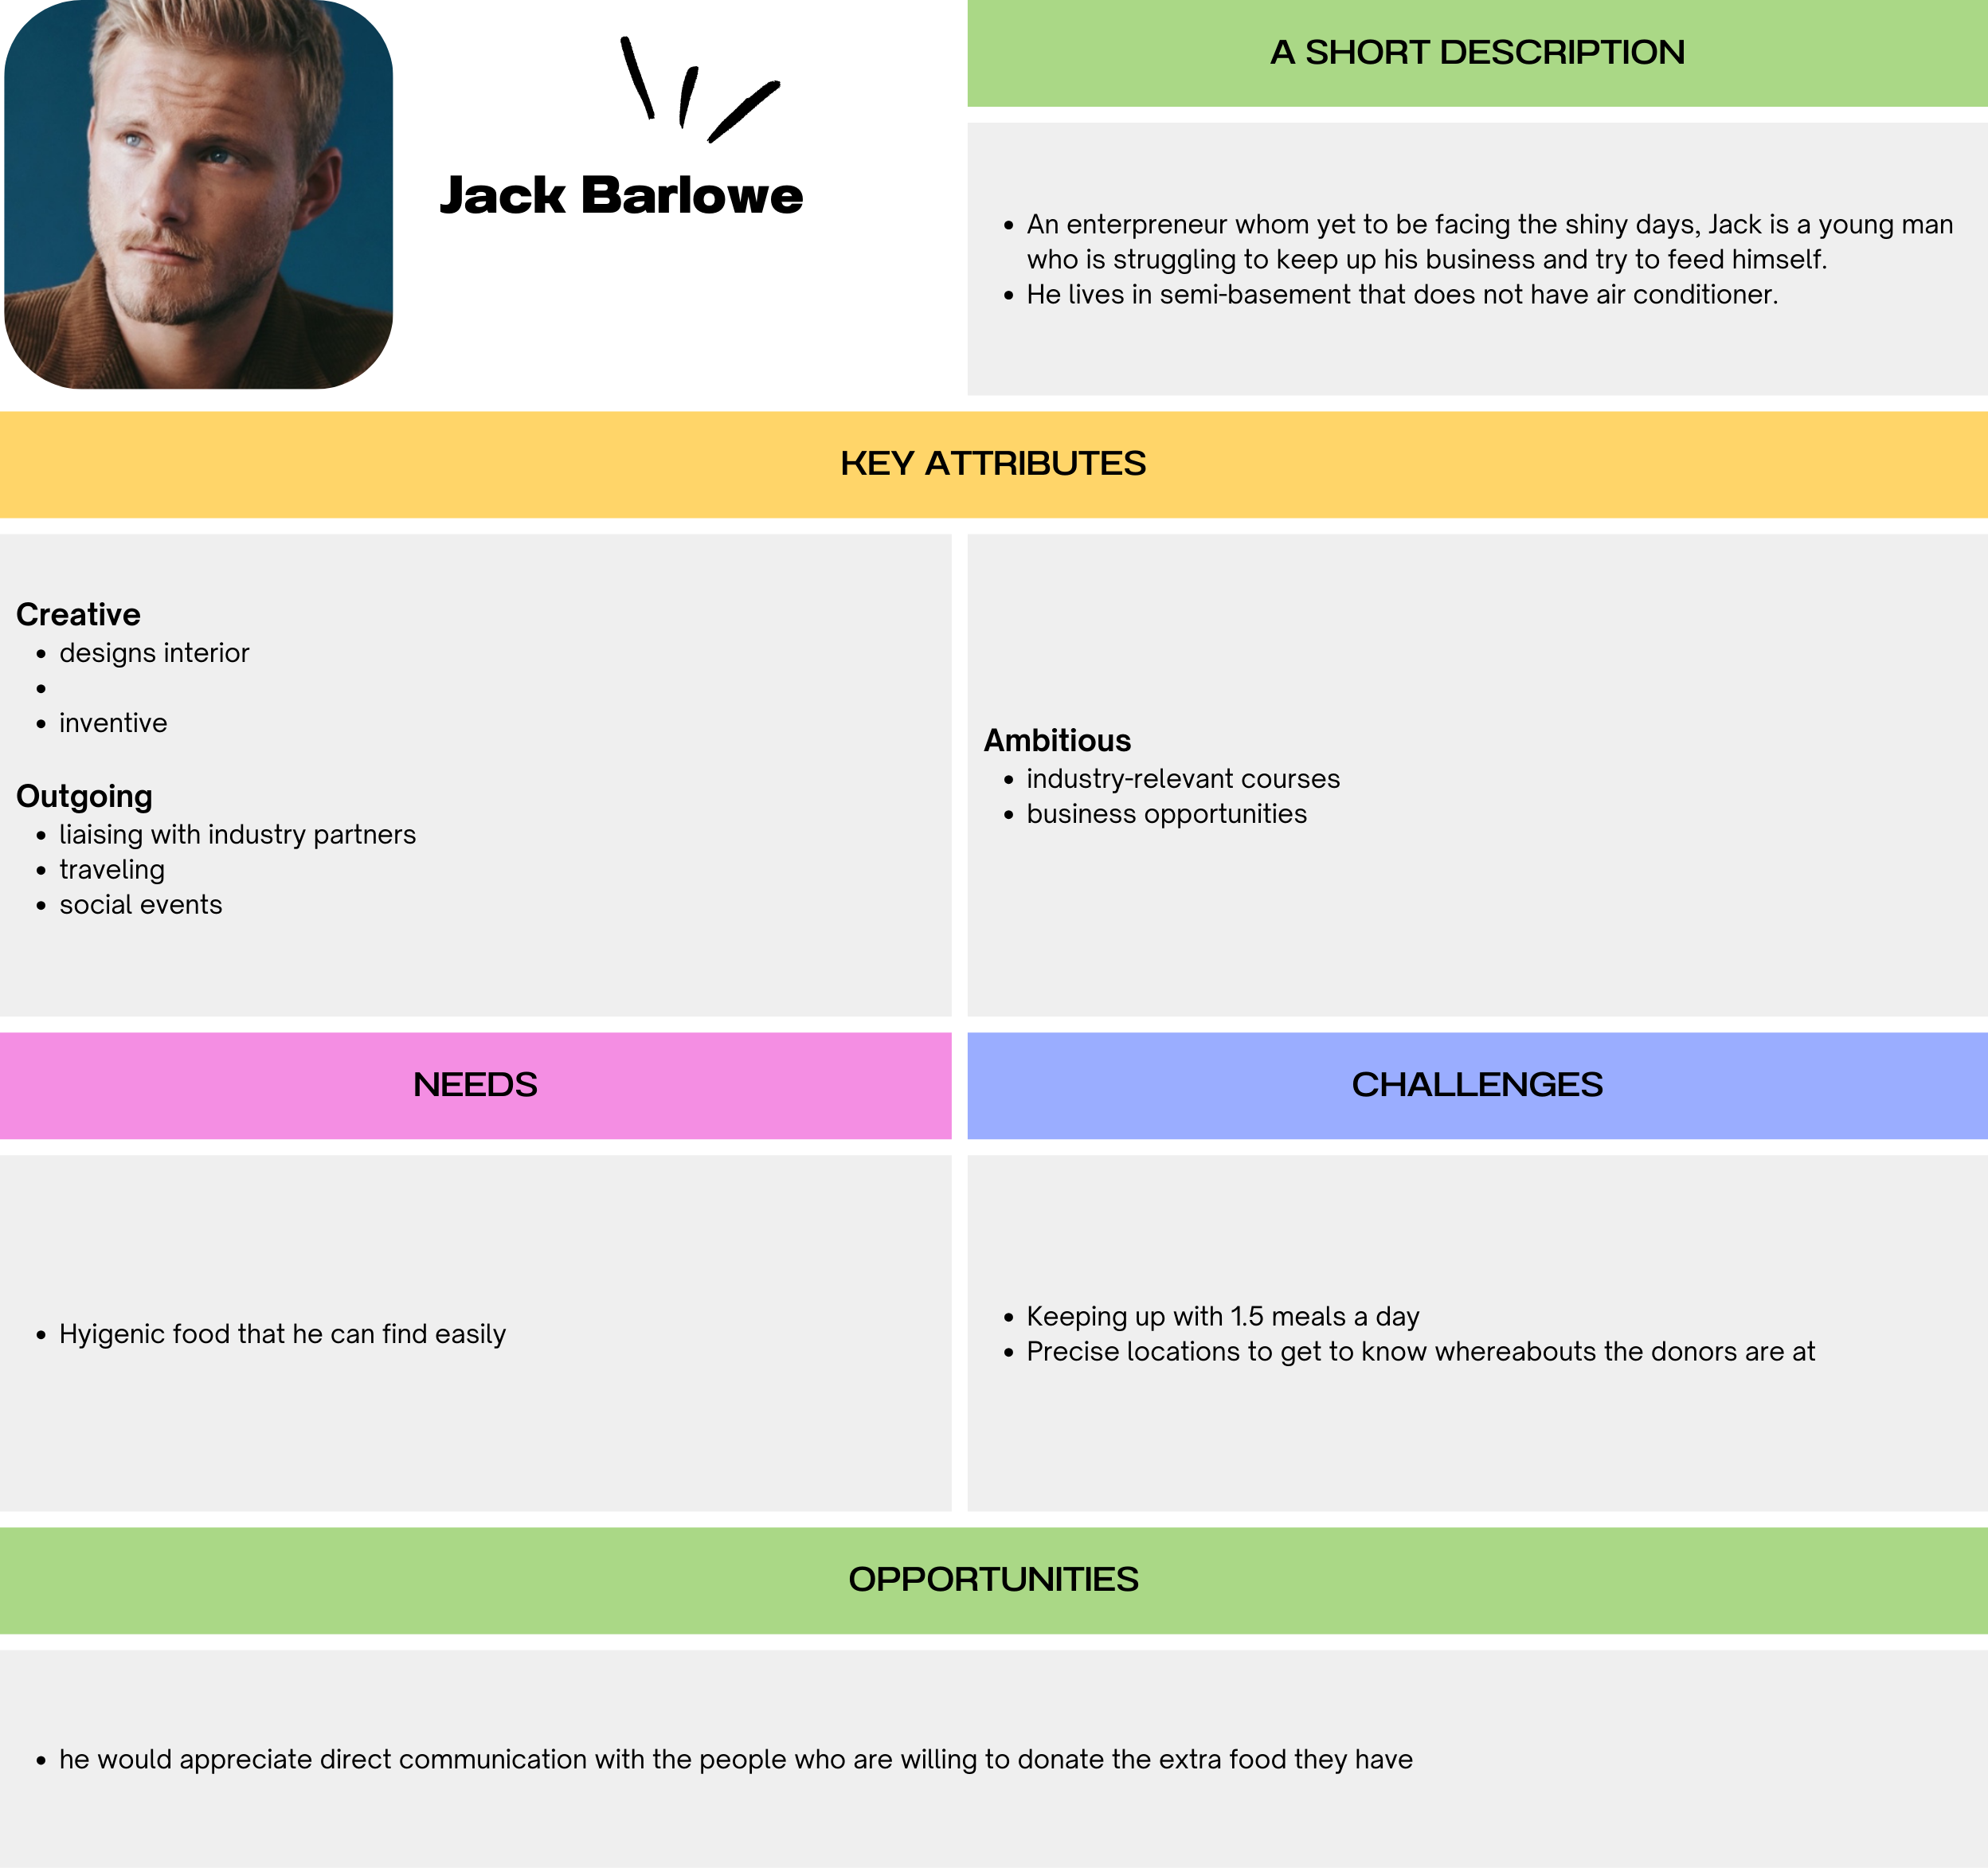 Jack Barlowe
A SHORT DESCRIPTION
An enterpreneur whom yet to be facing the shiny days, Jack is a young man
who is struggling to keep up his business and try to feed himself.
He lives in semi-basement that does not have air conditioner.
KEY ATTRIBUTES
Creative
designs interior
inventive
Outgoing
liaising with industry partners
traveling
social events
Ambitious
industry-relevant courses
business opportunities
NEEDS
Hyigenic food that he can find easily
CHALLENGES
Keeping up with 1.5 meals a day
Precise locations to get to know whereabouts the donors are at
OPPORTUNITIES
he would appreciate direct communication with the people who are willing to donate the extra food they have